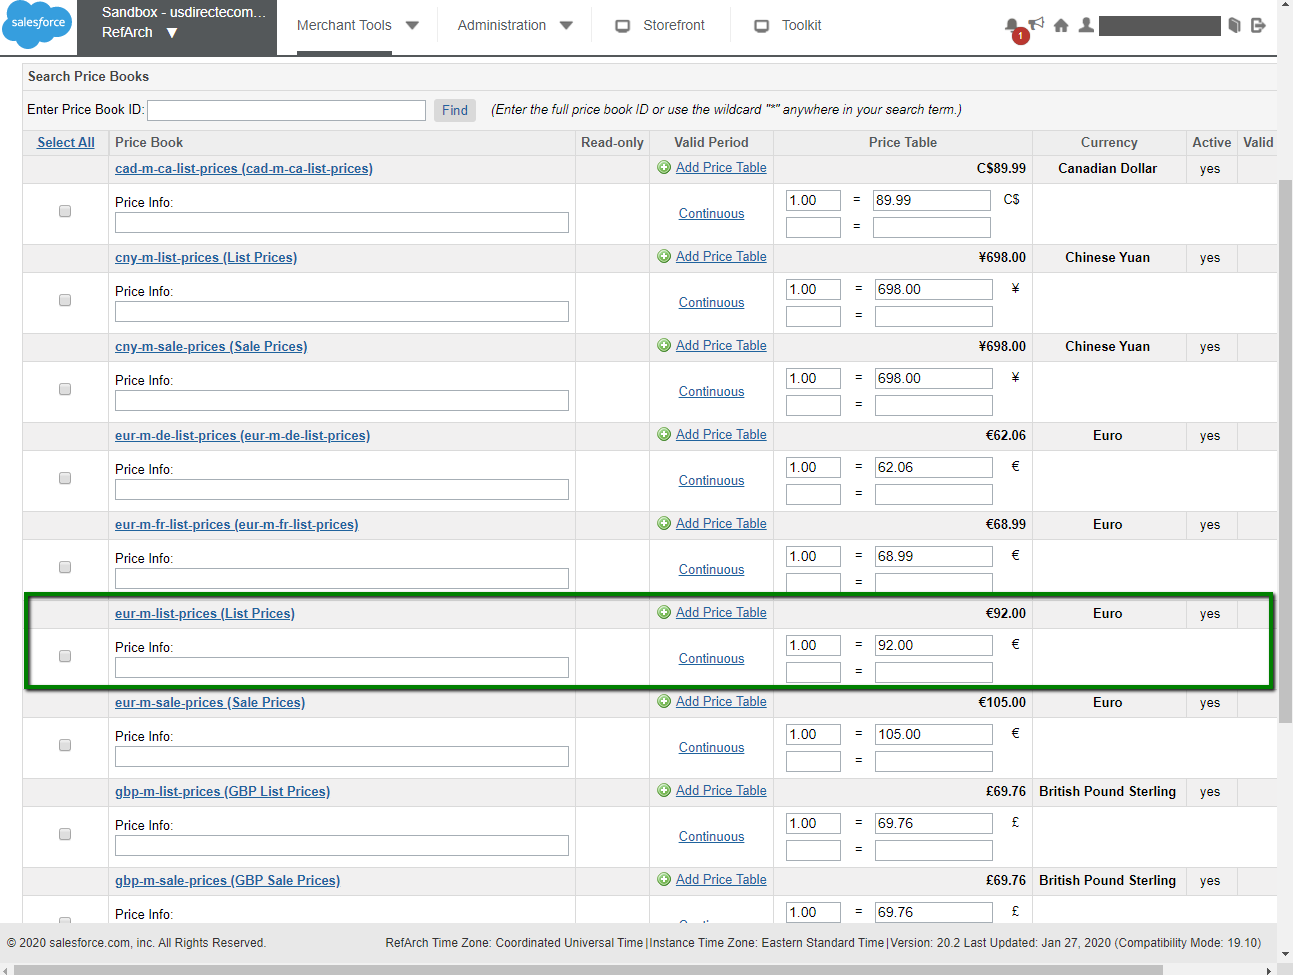 salesforce
Sandbox - usdirectecom...
RefArch ▼
Merchant Tools
Administration
Storefront
Toolkit
1
Search Price Books
Enter Price Book ID:
Find
(Enter the full price book ID or use the wildcard "*" anywhere in your search term.)
Select All Price Book Read-only Valid Period Price Table Currency Active Valid
cad-m-ca-list-prices (cad-m-ca-list-prices) Add Price Table C$89.99 Canadian Dollar yes
Price Info: Continuous 1.00 = 89.99 C$
=
cny-m-list-prices (List Prices) Add Price Table ¥698.00 Chinese Yuan yes
Price Info: Continuous 1.00 = 698.00 ¥
=
cny-m-sale-prices (Sale Prices) Add Price Table ¥698.00 Chinese Yuan yes
Price Info: Continuous 1.00 = 698.00 ¥
=
eur-m-de-list-prices (eur-m-de-list-prices) Add Price Table €62.06 Euro yes
Price Info: Continuous 1.00 = 62.06 €
=
eur-m-fr-list-prices (eur-m-fr-list-prices) Add Price Table €68.99 Euro yes
Price Info: Continuous 1.00 = 68.99 €
=
eur-m-list-prices (List Prices) Add Price Table €92.00 Euro yes
Price Info: Continuous 1.00 = 92.00 €
=
eur-m-sale-prices (Sale Prices) Add Price Table €105.00 Euro yes
Price Info: Continuous 1.00 = 105.00 €
=
gbp-m-list-prices (GBP List Prices) Add Price Table £69.76 British Pound Sterling yes
Price Info: Continuous 1.00 = 69.76 £
=
gbp-m-sale-prices (GBP Sale Prices) Add Price Table £69.76 British Pound Sterling yes
Price Info: 1.00 = 69.76 £
© 2020 salesforce.com, inc. All Rights Reserved.
RefArch Time Zone: Coordinated Universal Time|Instance Time Zone: Eastern Standard Time|Version: 20.2 Last Updated: Jan 27, 2020 (Compatibility Mode: 19.10)